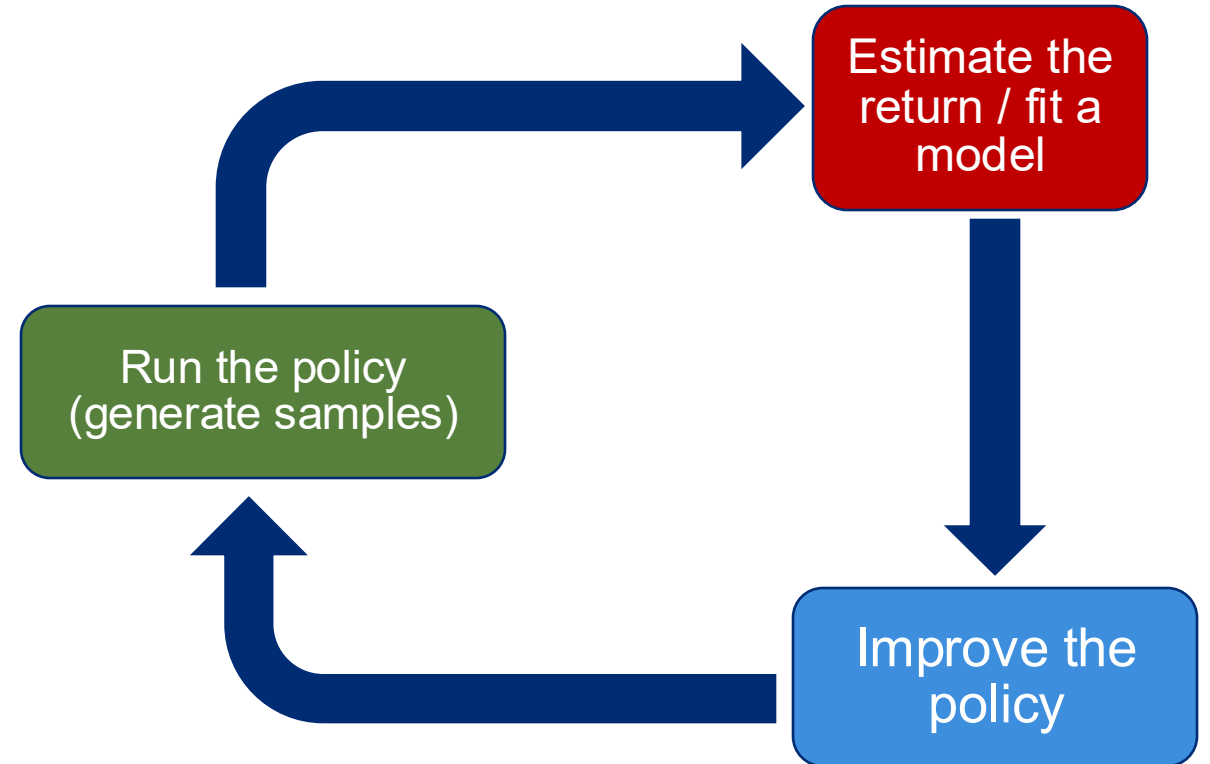 Estimate the
return / fit a
model
Run the policy
(generate samples)
Improve the
policy